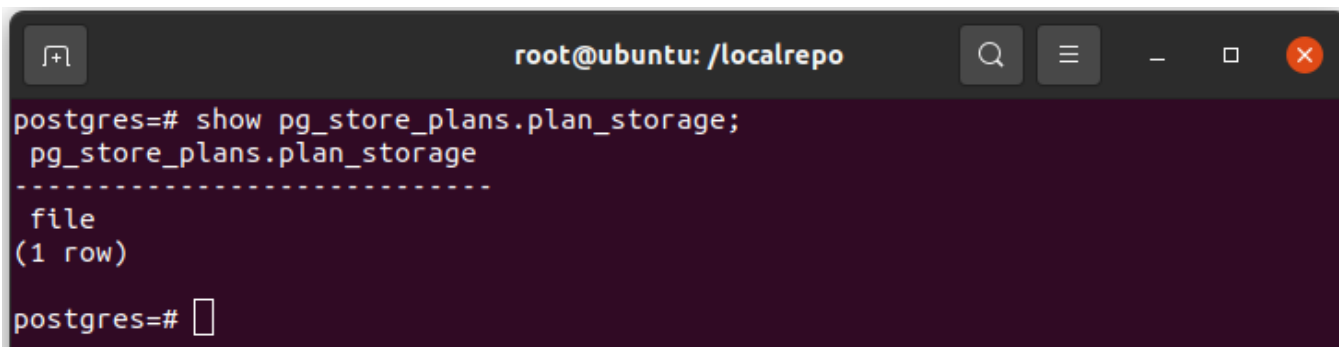 root@ubuntu: /localrepo
postgres=# show pg_store_plans.plan_storage;
 pg_store_plans.plan_storage
-----------------------------
 file
(1 row)
postgres=#